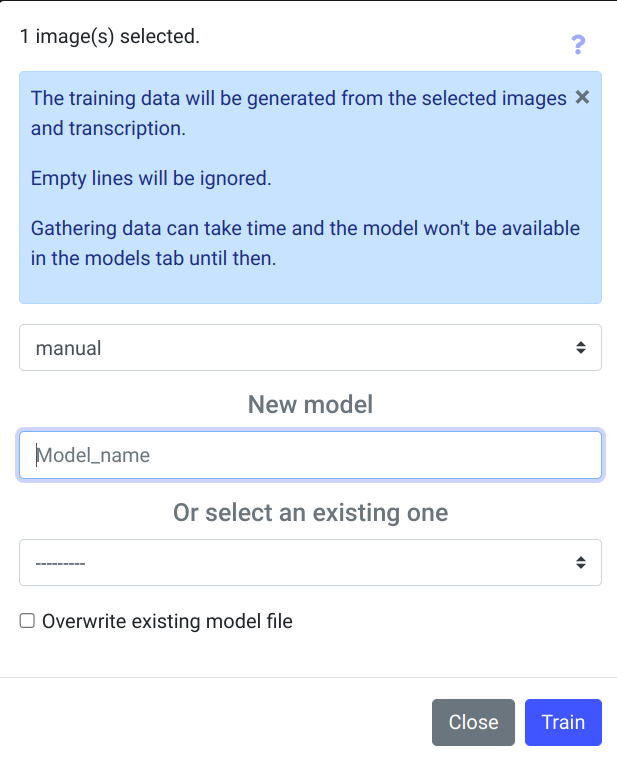 1 image(s) selected.
?
The training data will be generated from the selected images ×
and transcription.
Empty lines will be ignored.
Gathering data can take time and the model won't be available
in the models tab until then.
manual
New model
Model_name
Or select an existing one
---------
Overwrite existing model file
Close Train